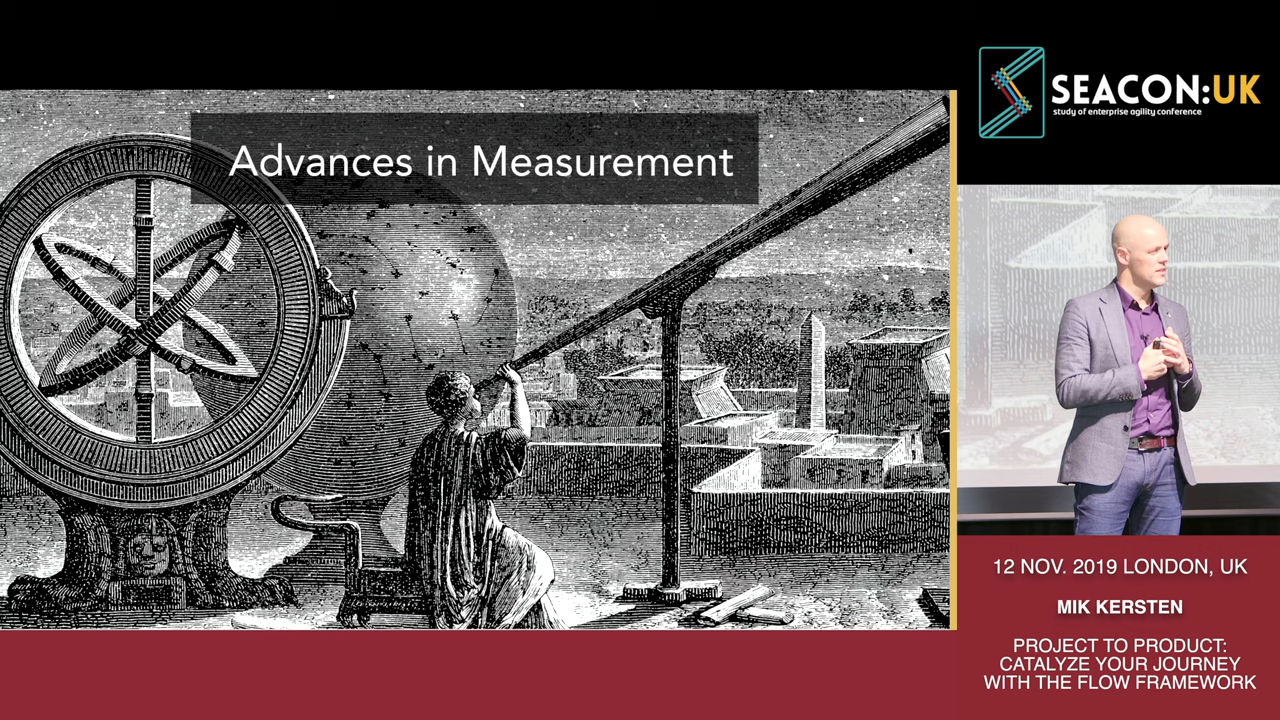 Advances in Measurement
SEACON:UK
study of enterprise agility conference
12 NOV. 2019 LONDON, UK
MIK KERSTEN
PROJECT TO PRODUCT:
CATALYZE YOUR JOURNEY
WITH THE FLOW FRAMEWORK